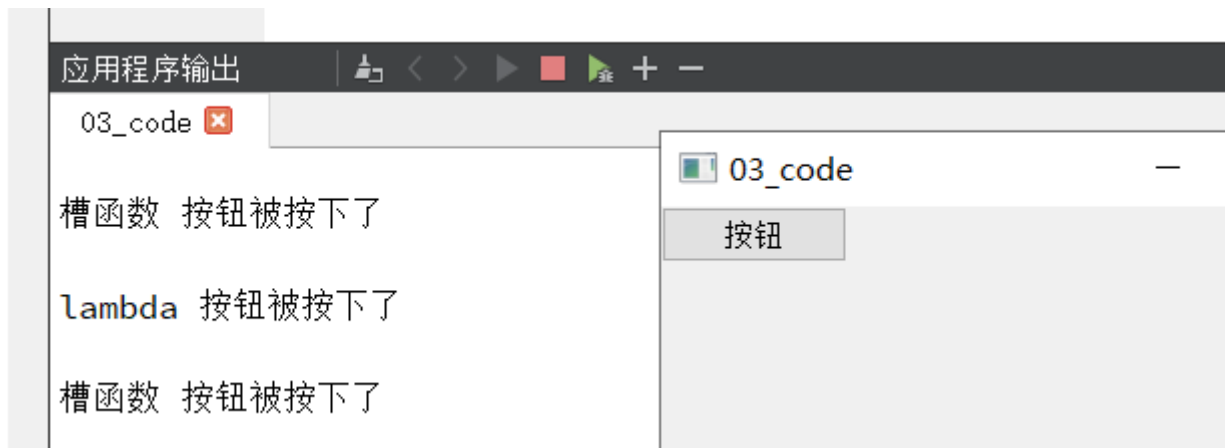 应用程序输出
03_code
槽函数 按钮被按下了
lambda 按钮被按下了
槽函数 按钮被按下了
03_code
按钮